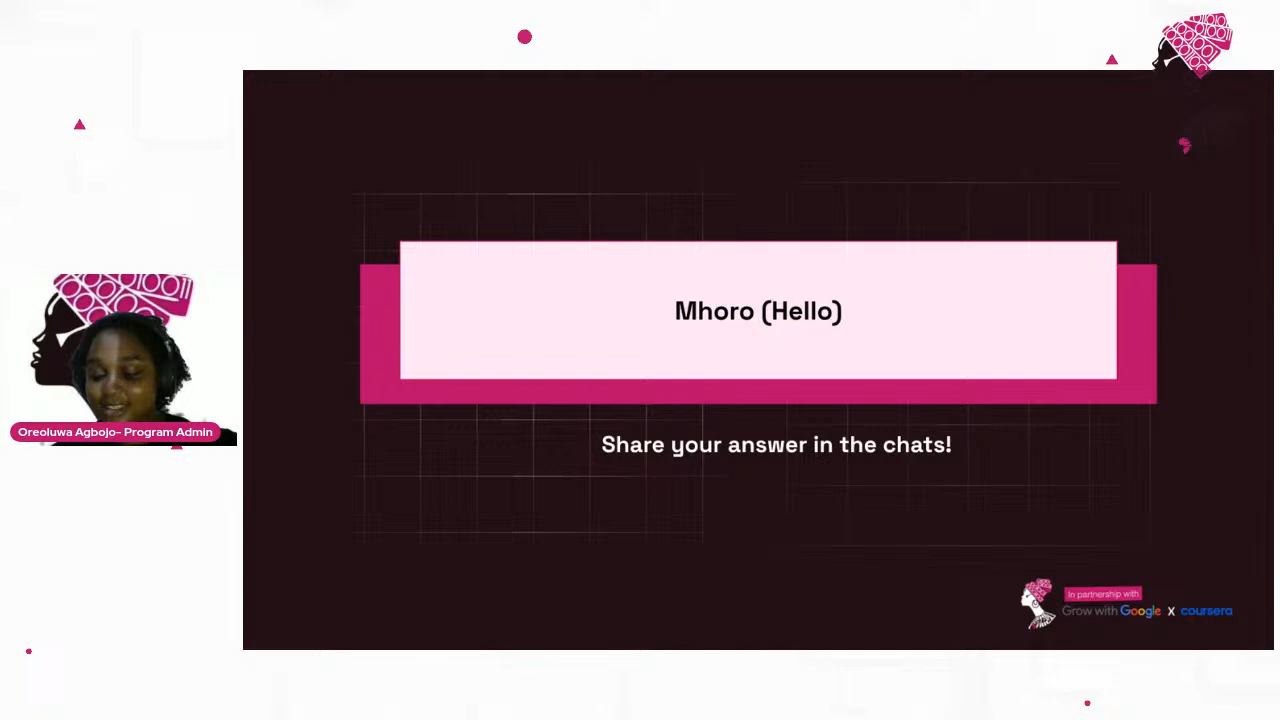 Mhoro (Hello)
Share your answer in the chats!
Oreoluwa Agbojo- Program Admin
In partnership with
Grow with Google X coursera